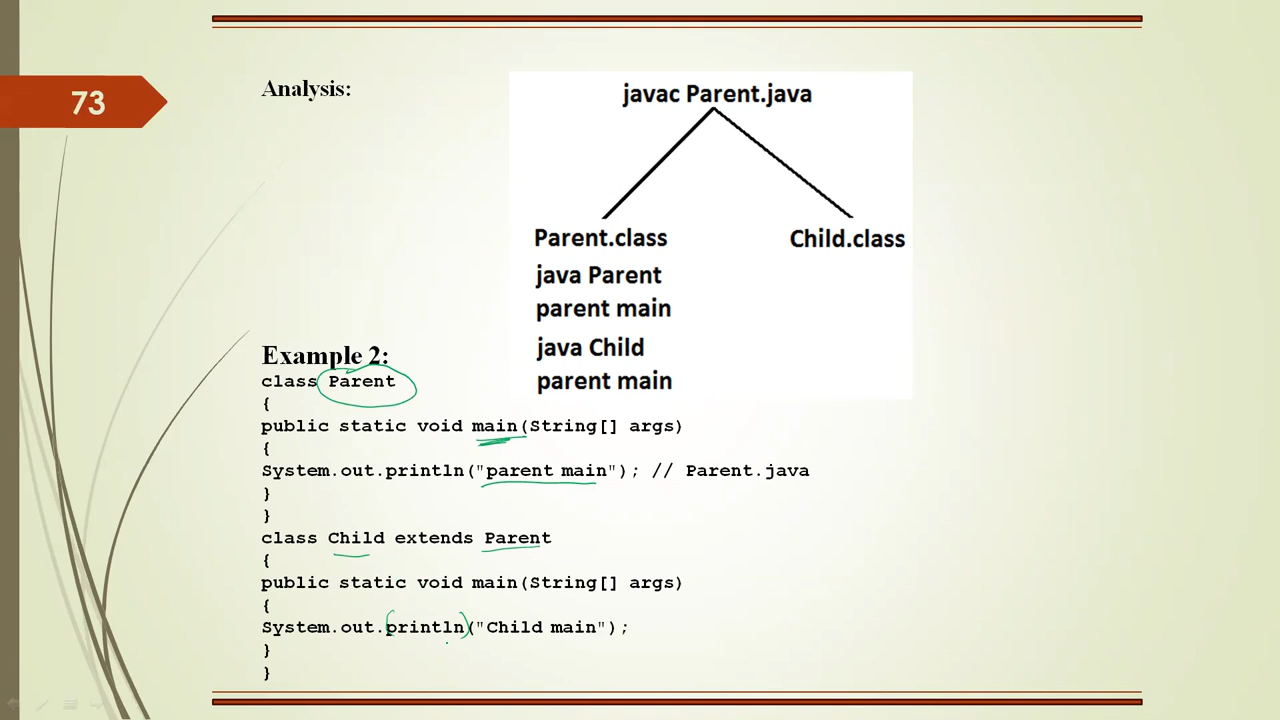 73
Analysis:
javac Parent.java
Parent.class
Child.class
java Parent
parent main
java Child
parent main
Example 2:
class Parent
{
public static void main(String[] args)
{
System.out.println("parent main"); // Parent.java
}
}
class Child extends Parent
{
public static void main(String[] args)
{
System.out.println("Child main");
}
}